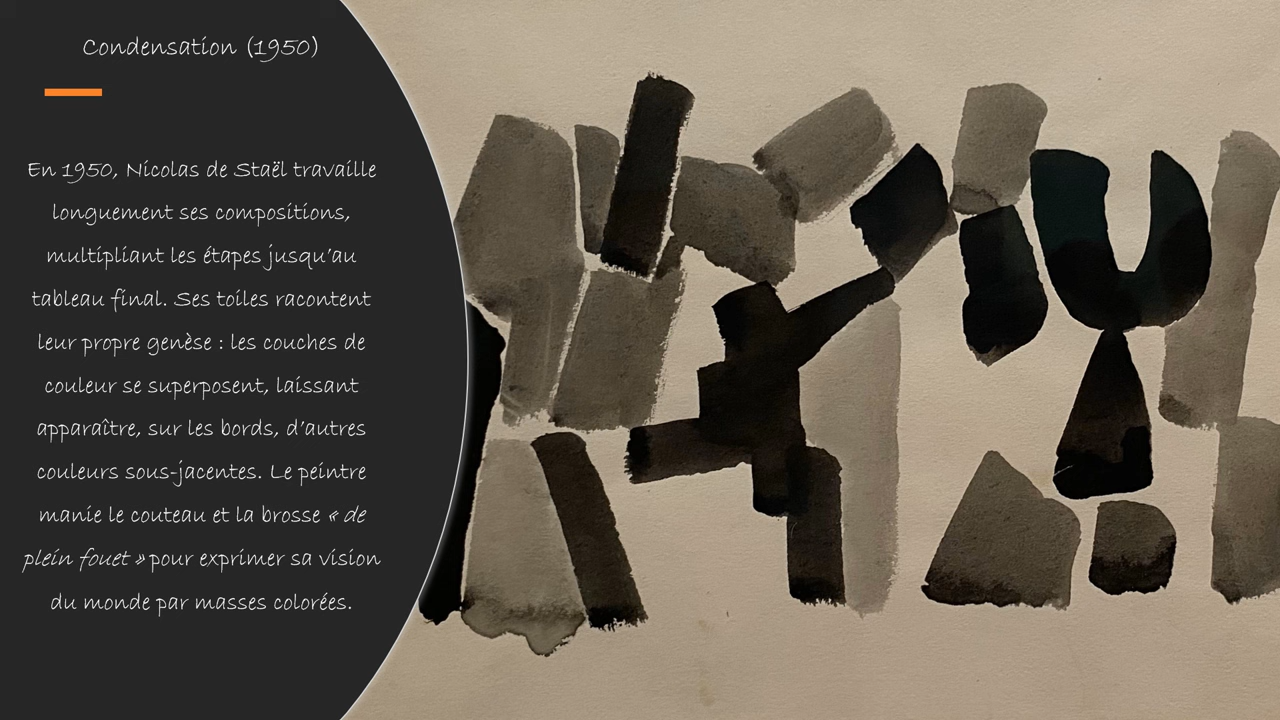 Condensation (1950)
En 1950, Nicolas de Staël travaille
longuement ses compositions,
multipliant les étapes jusqu'au
tableau final. Ses toiles racontent
leur propre genèse : les couches de
couleur se superposent, laissant
apparaître, sur les bords, d'autres
couleurs sous-jacentes. Le peintre
manie le couteau et la brosse « de
plein fouet » pour exprimer sa vision
du monde par masses colorées.